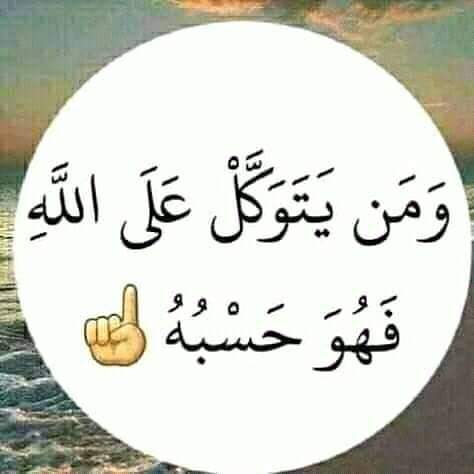 وَمَن يَتَوَكَّلْ عَلَى اللَّهِ
فَهُوَ حَسْبُهُ ☝️